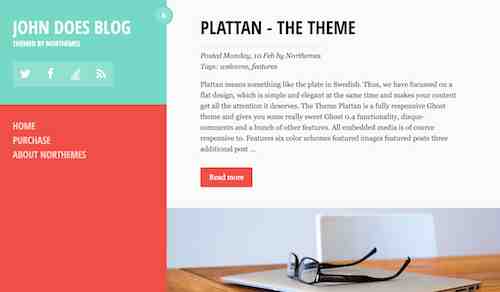 JOHN DOES BLOG
THEMED BY NORTHEMES
HOME
PURCHASE
ABOUT NORTHEMES
PLATTAN - THE THEME
Posted Monday, 10 Feb by Northemes
Tags: welcome, features
Plattan means something like the plate in Swedish. Thus, we have focussed on a
flat design, which is simple and elegant at the same time and makes your content
get all the attention it deserves. The Theme Plattan is a fully responsive Ghost
theme and gives you some really sweet Ghost 0.4 functionality, disque-
comments and a bunch of other features. All embedded media is of course
responsive to. Features six color schemes featured images featured posts three
additional post ...
Read more